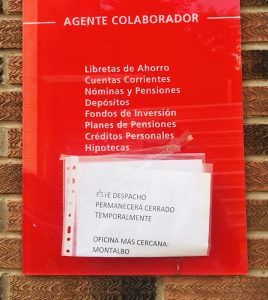 AGENTE COLABORADOR
Libretas de Ahorro
Cuentas Corrientes
Nóminas y Pensiones
Depósitos
Fondos de Inversión
Planes de Pensiones
Créditos Personales
Hipotecas
ESTE DESPACHO
PERMANECERÁ CERRADO
TEMPORALMENTE
OFICINA MÁS CERCANA:
MONTALBO